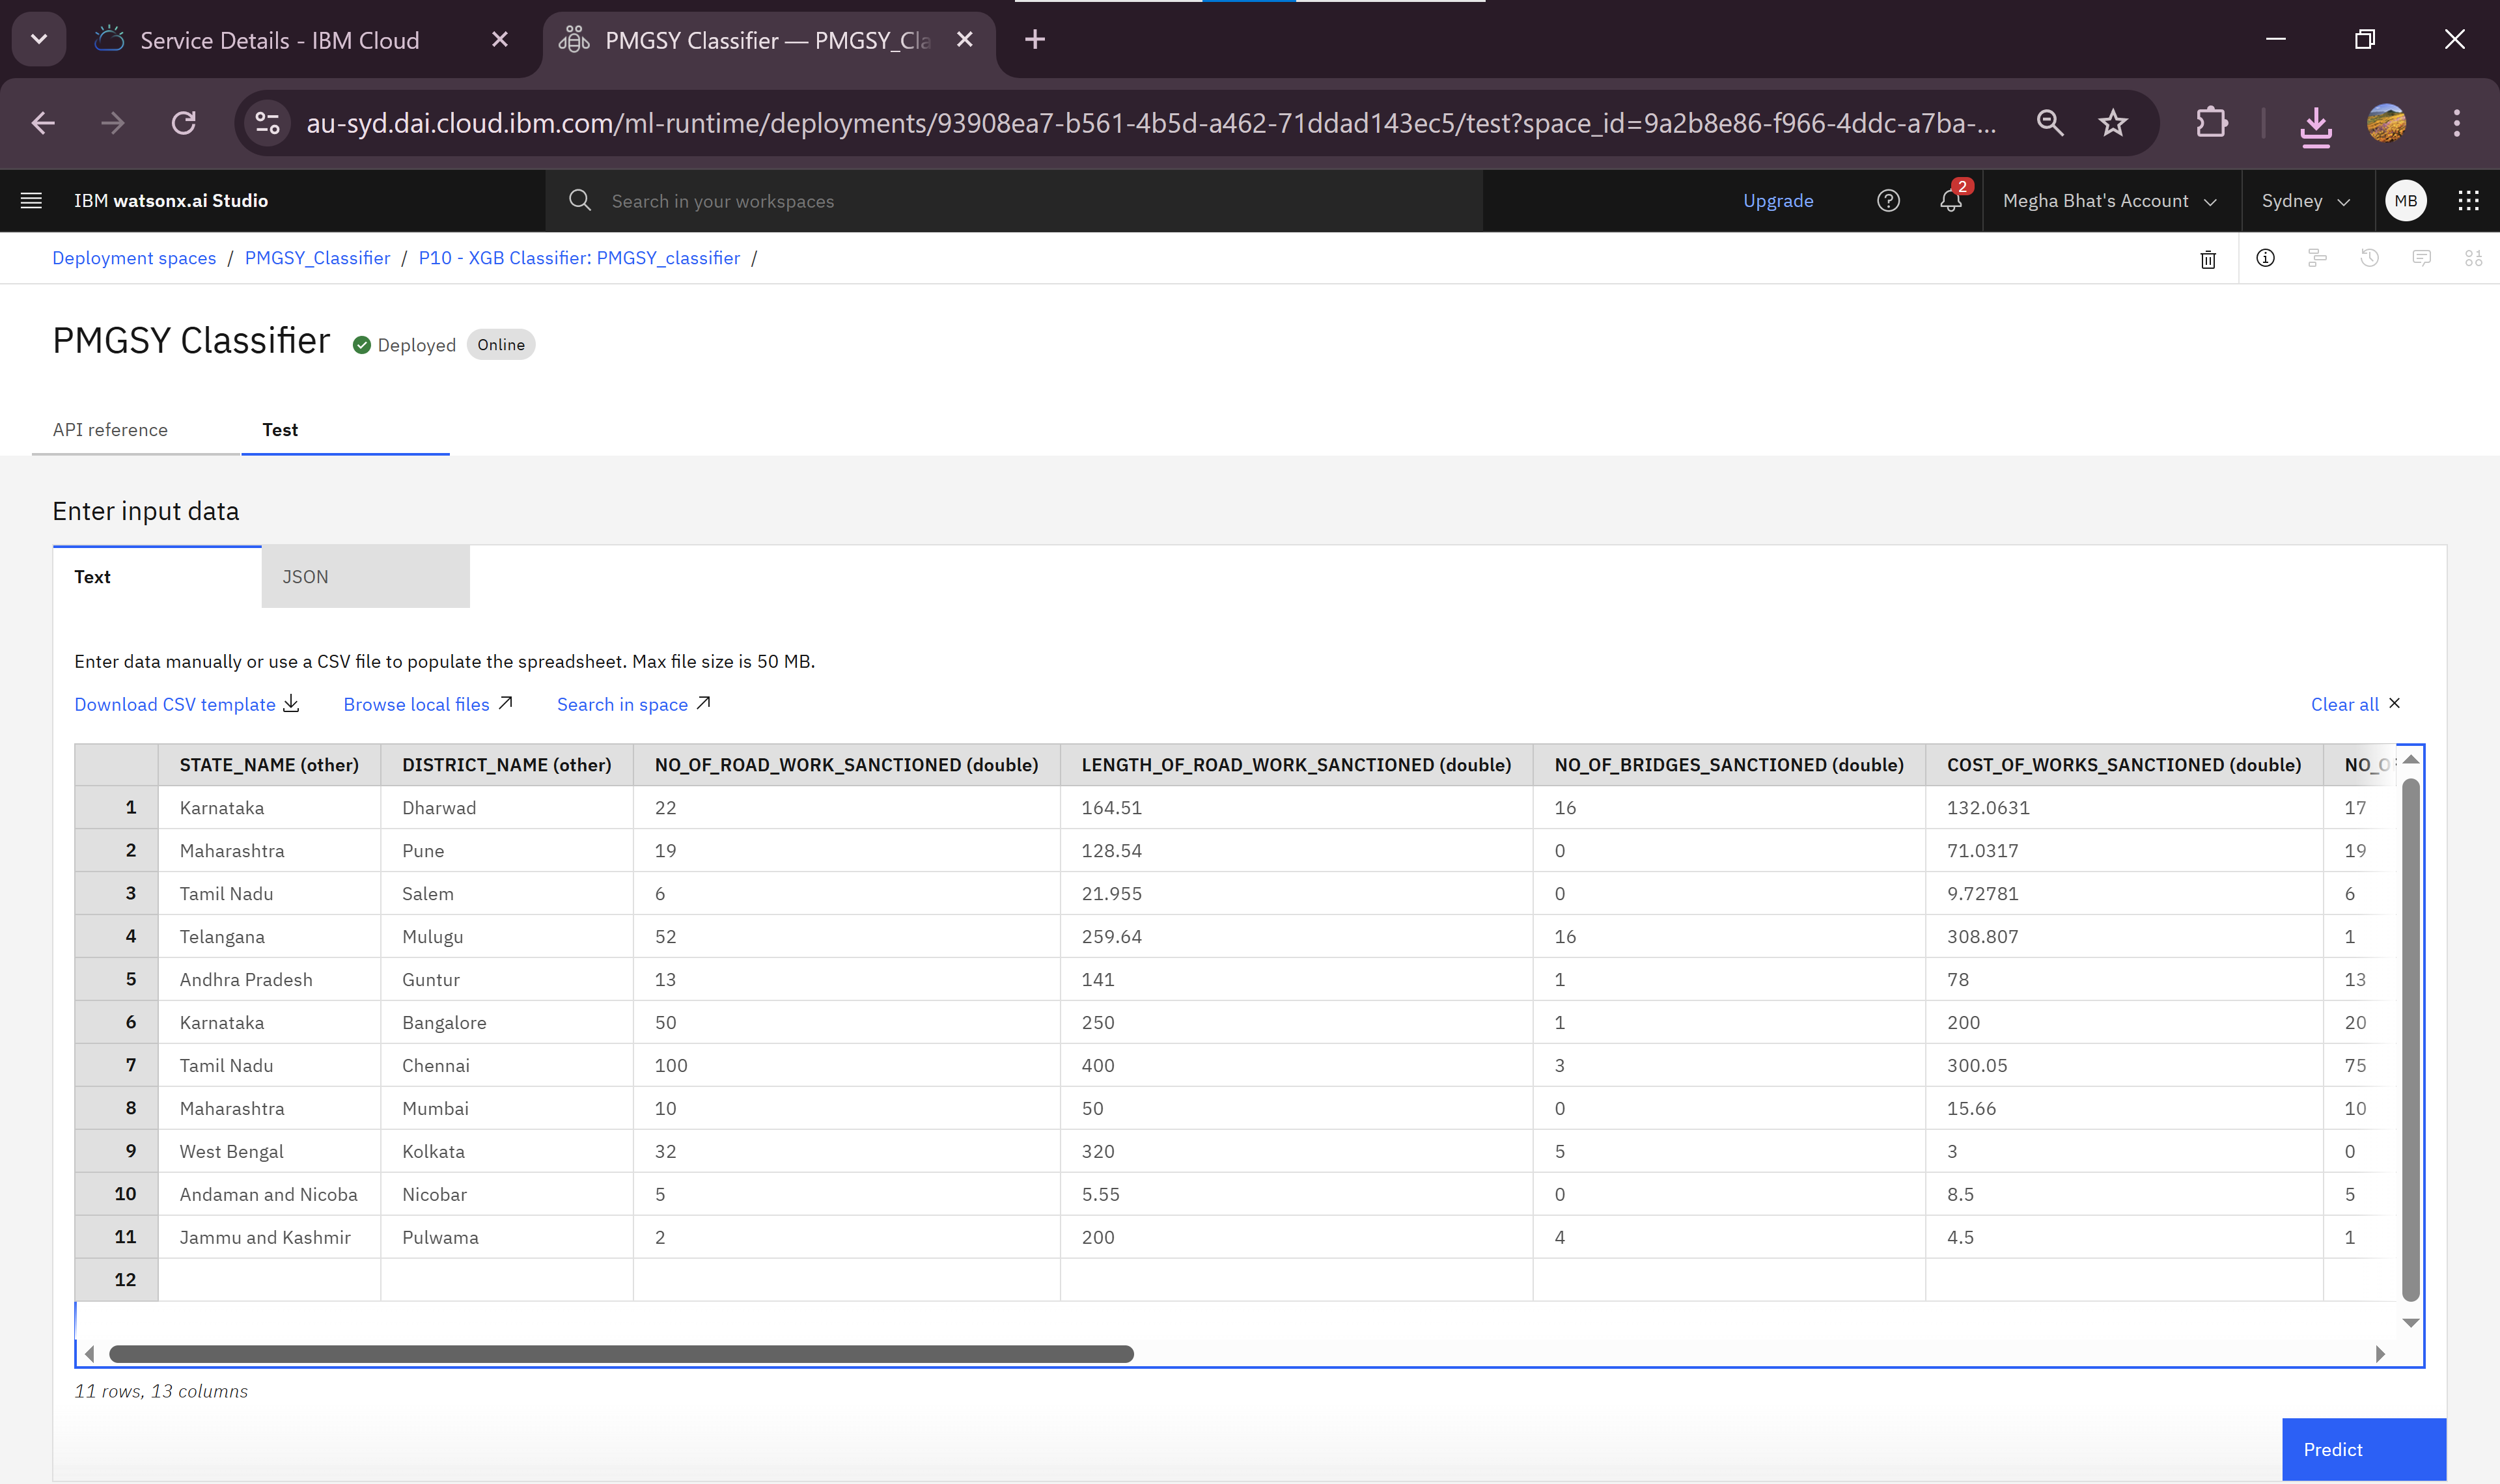 Service Details - IBM Cloud
PMGSY Classifier — PMGSY_Cla
au-syd.dai.cloud.ibm.com/ml-runtime/deployments/93908ea7-b561-4b5d-a462-71ddad143ec5/test?space_id=9a2b8e86-f966-4ddc-a7ba-...
IBM watsonx.ai Studio
Search in your workspaces
Upgrade
2
Megha Bhat's Account
Sydney
MB
Deployment spaces / PMGSY_Classifier / P10 - XGB Classifier: PMGSY_classifier /
PMGSY Classifier
Deployed
Online
API reference
Test
Enter input data
Text
JSON
Enter data manually or use a CSV file to populate the spreadsheet. Max file size is 50 MB.
Download CSV template
Browse local files
Search in space
Clear all
STATE_NAME (other) DISTRICT_NAME (other) NO_OF_ROAD_WORK_SANCTIONED (double) LENGTH_OF_ROAD_WORK_SANCTIONED (double) NO_OF_BRIDGES_SANCTIONED (double) COST_OF_WORKS_SANCTIONED (double) NO_O
1 Karnataka Dharwad 22 164.51 16 132.0631 17
2 Maharashtra Pune 19 128.54 0 71.0317 19
3 Tamil Nadu Salem 6 21.955 0 9.72781 6
4 Telangana Mulugu 52 259.64 16 308.807 1
5 Andhra Pradesh Guntur 13 141 1 78 13
6 Karnataka Bangalore 50 250 1 200 20
7 Tamil Nadu Chennai 100 400 3 300.05 75
8 Maharashtra Mumbai 10 50 0 15.66 10
9 West Bengal Kolkata 32 320 5 3 0
10 Andaman and Nicoba Nicobar 5 5.55 0 8.5 5
11 Jammu and Kashmir Pulwama 2 200 4 4.5 1
12
11 rows, 13 columns
Predict